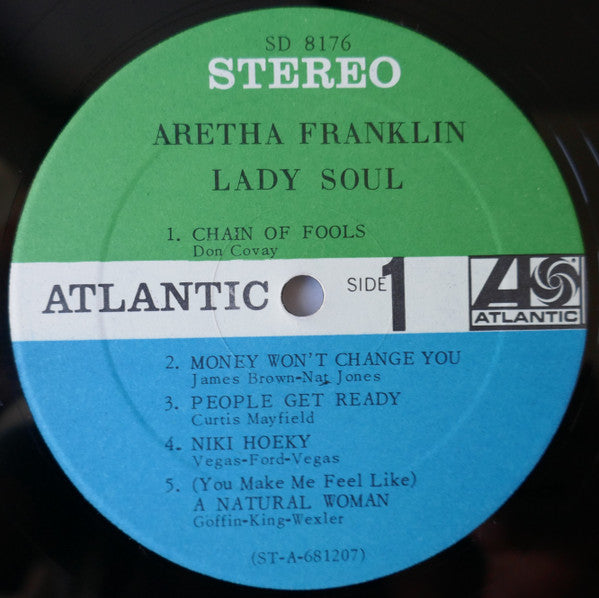 SD 8176
STEREO
ARETHA FRANKLIN
LADY SOUL
1. CHAIN OF FOOLS
Don Covay
ATLANTIC
SIDE 1
ATLANTIC
2. MONEY WON'T CHANGE YOU
James Brown-Nat Jones
3. PEOPLE GET READY
Curtis Mayfield
4. NIKI HOEKY
Vegas-Ford-Vegas
5. (You Make Me Feel Like)
A NATURAL WOMAN
Goffin-King-Wexler
(ST-A-681207)